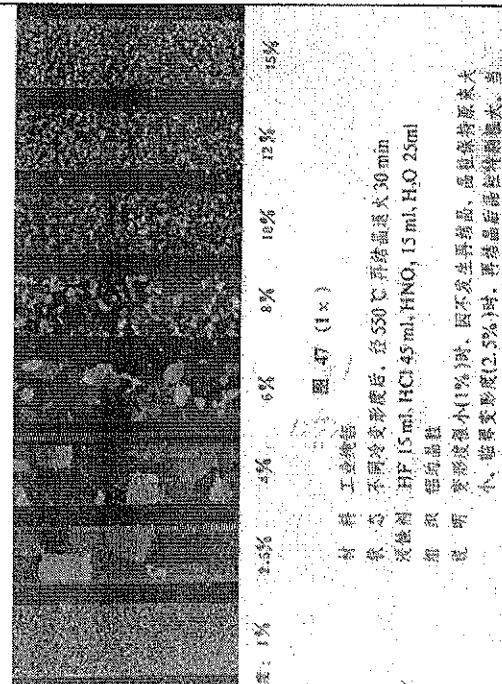 度: 1% 2.5% 4% 6% 8% 10% 12% 15%
图 47 (1×)
材 料 工业纯铝
状 态 不同冷变形度后, 经 550℃ 再结晶退火 30 min
浸蚀剂 HF 15 ml, HCl 45 ml, HNO₃ 15 ml, H₂O 25ml
组 织 铝的晶粒
说 明 变形度很小(1%)时, 因不发生再结晶, 晶粒保持原来大
小、临界变形度(2.5%)时, 再结晶后晶粒特别粗大、当